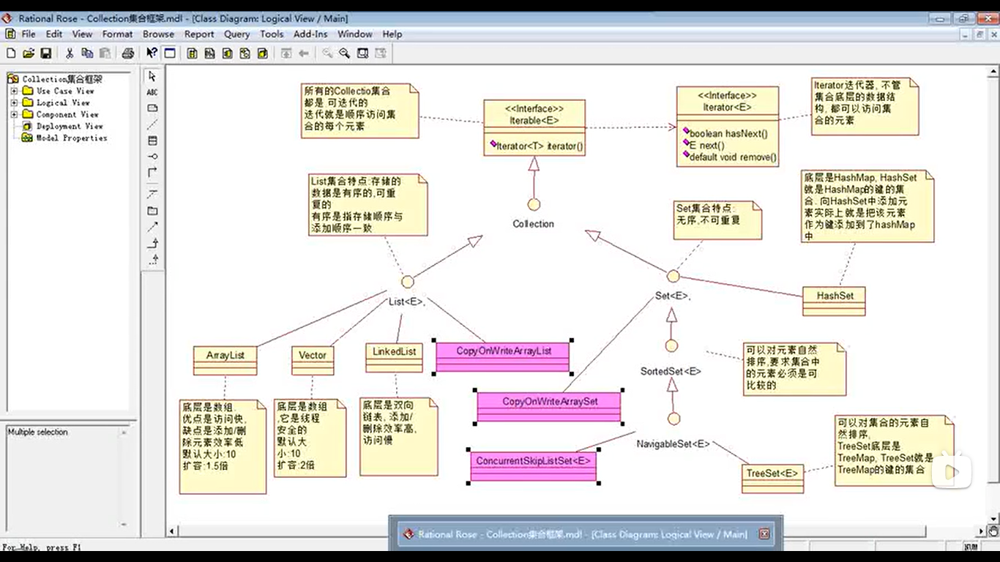 Rational Rose - Collection集合框架.mdl - [Class Diagram: Logical View / Main]
File Edit View Format Browse Report Query Tools Add-Ins Window Help
ABC
Collection集合框架
Use Case View
Logical View
Component View
Deployment View
Model Properties
Multiple selection
所有的Collectio集合
都是,可迭代的
迭代就是顺序访问集
合的每个元素
<<Interface>>
Iterable<E>
Iterator<T> iterator()
<<Interface>>
Iterator<E>
boolean hasNext()
E next()
default void remove()
Iterator迭代器, 不管
集合底层的数据结
构, 都可以访问集
合的元素
List集合特点:存储的
数据是有序的,可重
复的
有序是指存储顺序与
添加顺序一致
Collection
Set集合特点:
无序,不可重复
底层是HashMap, HashSet
就是HashMap的键的集
合. 向HashSet中添加元
素实际上就是把该元素
作为键添加到了hashMap
中
List<E>,
Set<E>,
HashSet
ArrayList
Vector
LinkedList
CopyOnWriteArrayList
SortedSet<E>
可以对元素自然
排序,要求集合中
的元素必须是可
比较的
CopyOnWriteArraySet
底层是数组.
优点是访问快,
缺点是添加/删
除元素效率低
默认大小:10
扩容:1.5倍
底层是数组
,它是线程
安全的
默认大
小:10
扩容:2倍
底层是双向
链表, 添加/
删除效率高,
访问慢
ConcurrentSkipListSet<E>
NavigableSet<E>
TreeSet<E>
可以对集合的元素自
然排序,
TreeSet底层是
TreeMap, TreeSet就是
TreeMap的键的集合
Rational Rose - Collection集合框架.mdl - [Class Diagram: Logical View / Main]
For Help, press F1
NUM